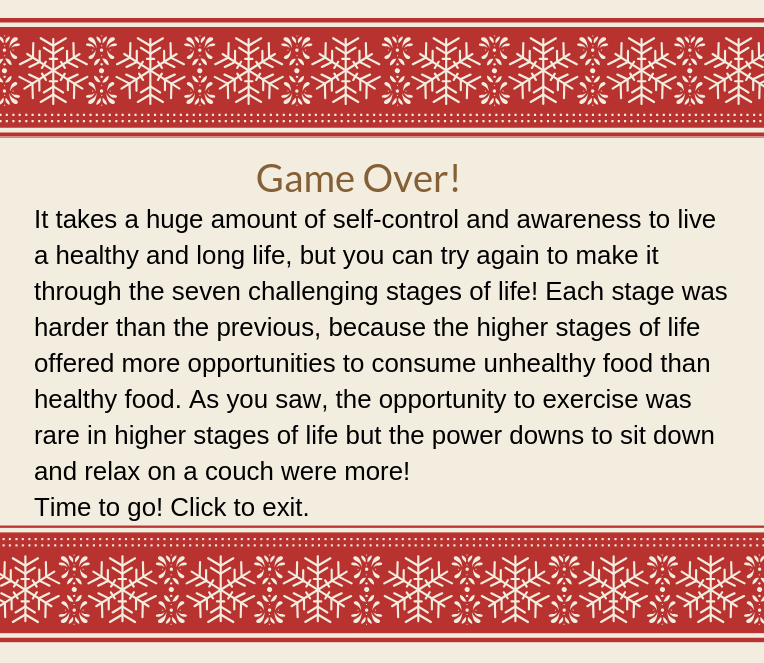 Game Over!
It takes a huge amount of self-control and awareness to live
a healthy and long life, but you can try again to make it
through the seven challenging stages of life! Each stage was
harder than the previous, because the higher stages of life
offered more opportunities to consume unhealthy food than
healthy food. As you saw, the opportunity to exercise was
rare in higher stages of life but the power downs to sit down
and relax on a couch were more!
Time to go! Click to exit.